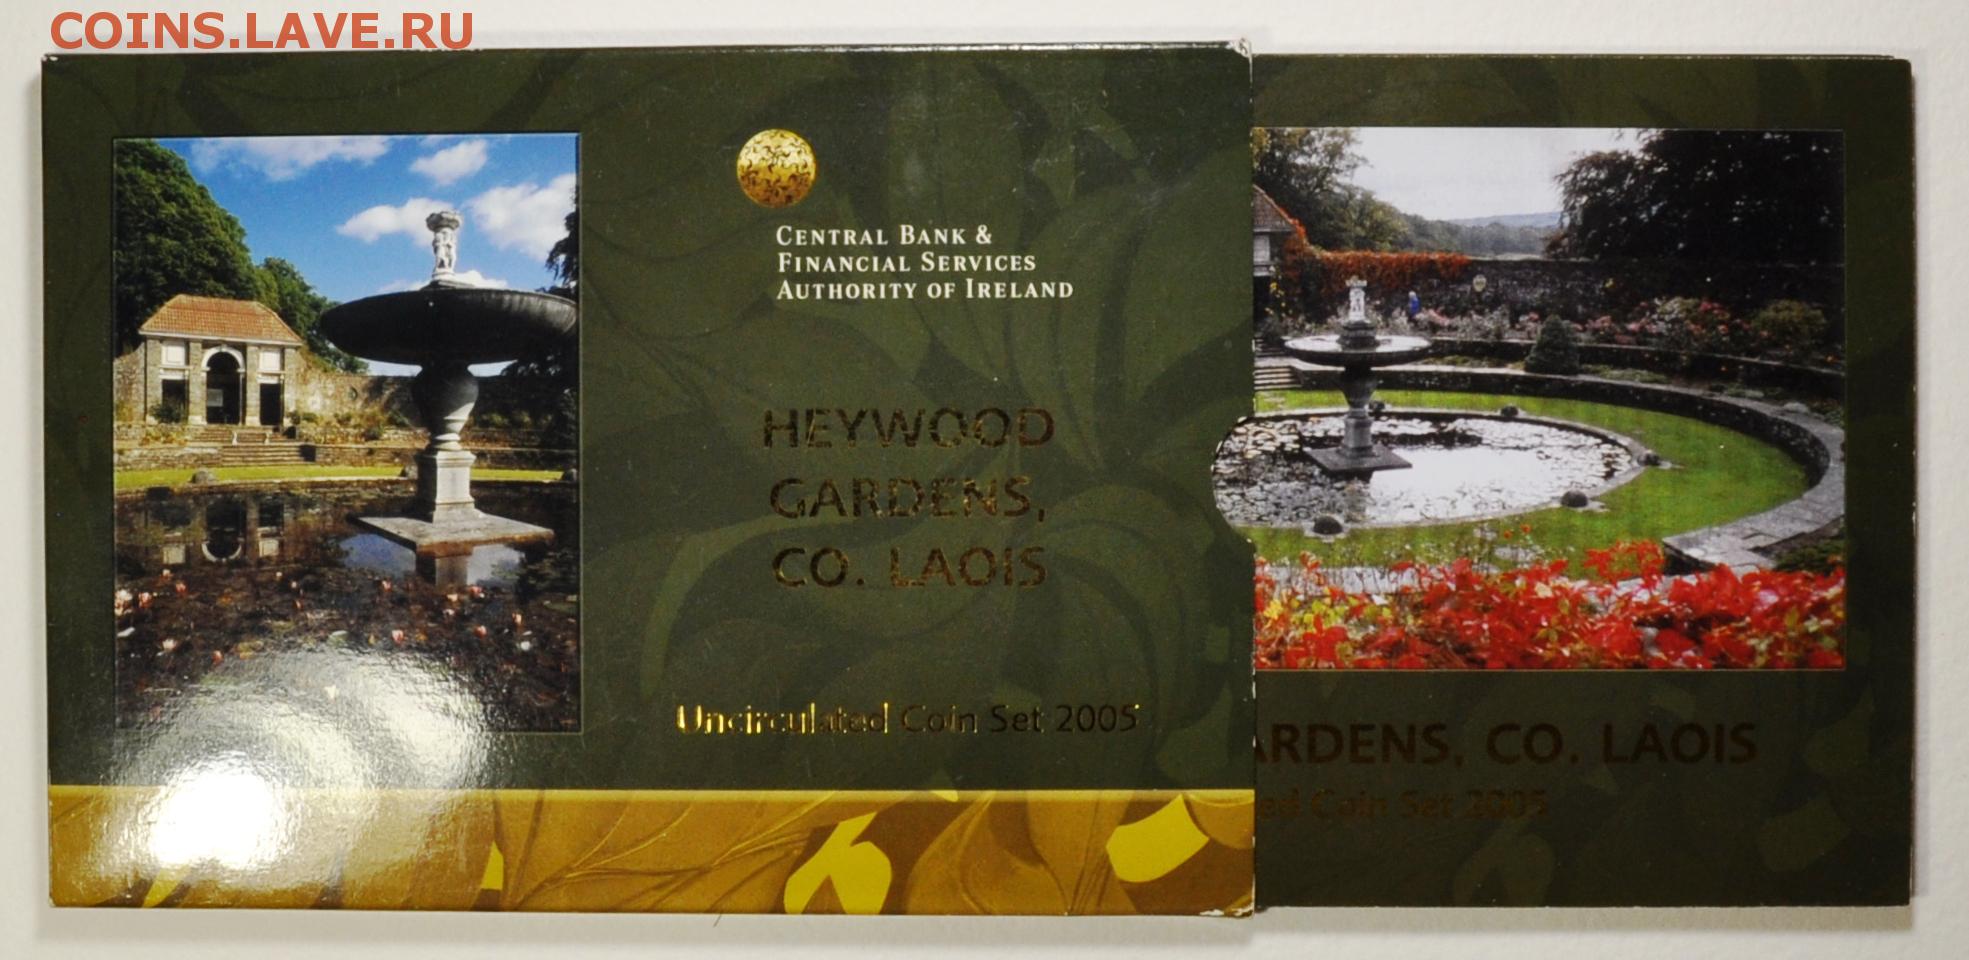 COINS.LAVE.RU
CENTRAL BANK &
FINANCIAL SERVICES
AUTHORITY OF IRELAND
HEYWOOD
GARDENS,
CO. LAOIS
Uncirculated Coin Set 2005
ARDENS, CO. LAOIS
ed Coin Set 2005